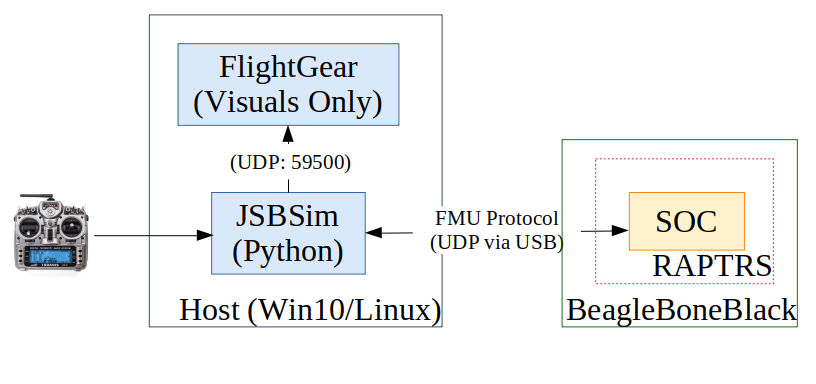 FlightGear
(Visuals Only)
(UDP: 59500)
JSBSim
(Python)
Host (Win10/Linux)
FMU Protocol
(UDP via USB)
SOC
RAPTRS
BeagleBoneBlack